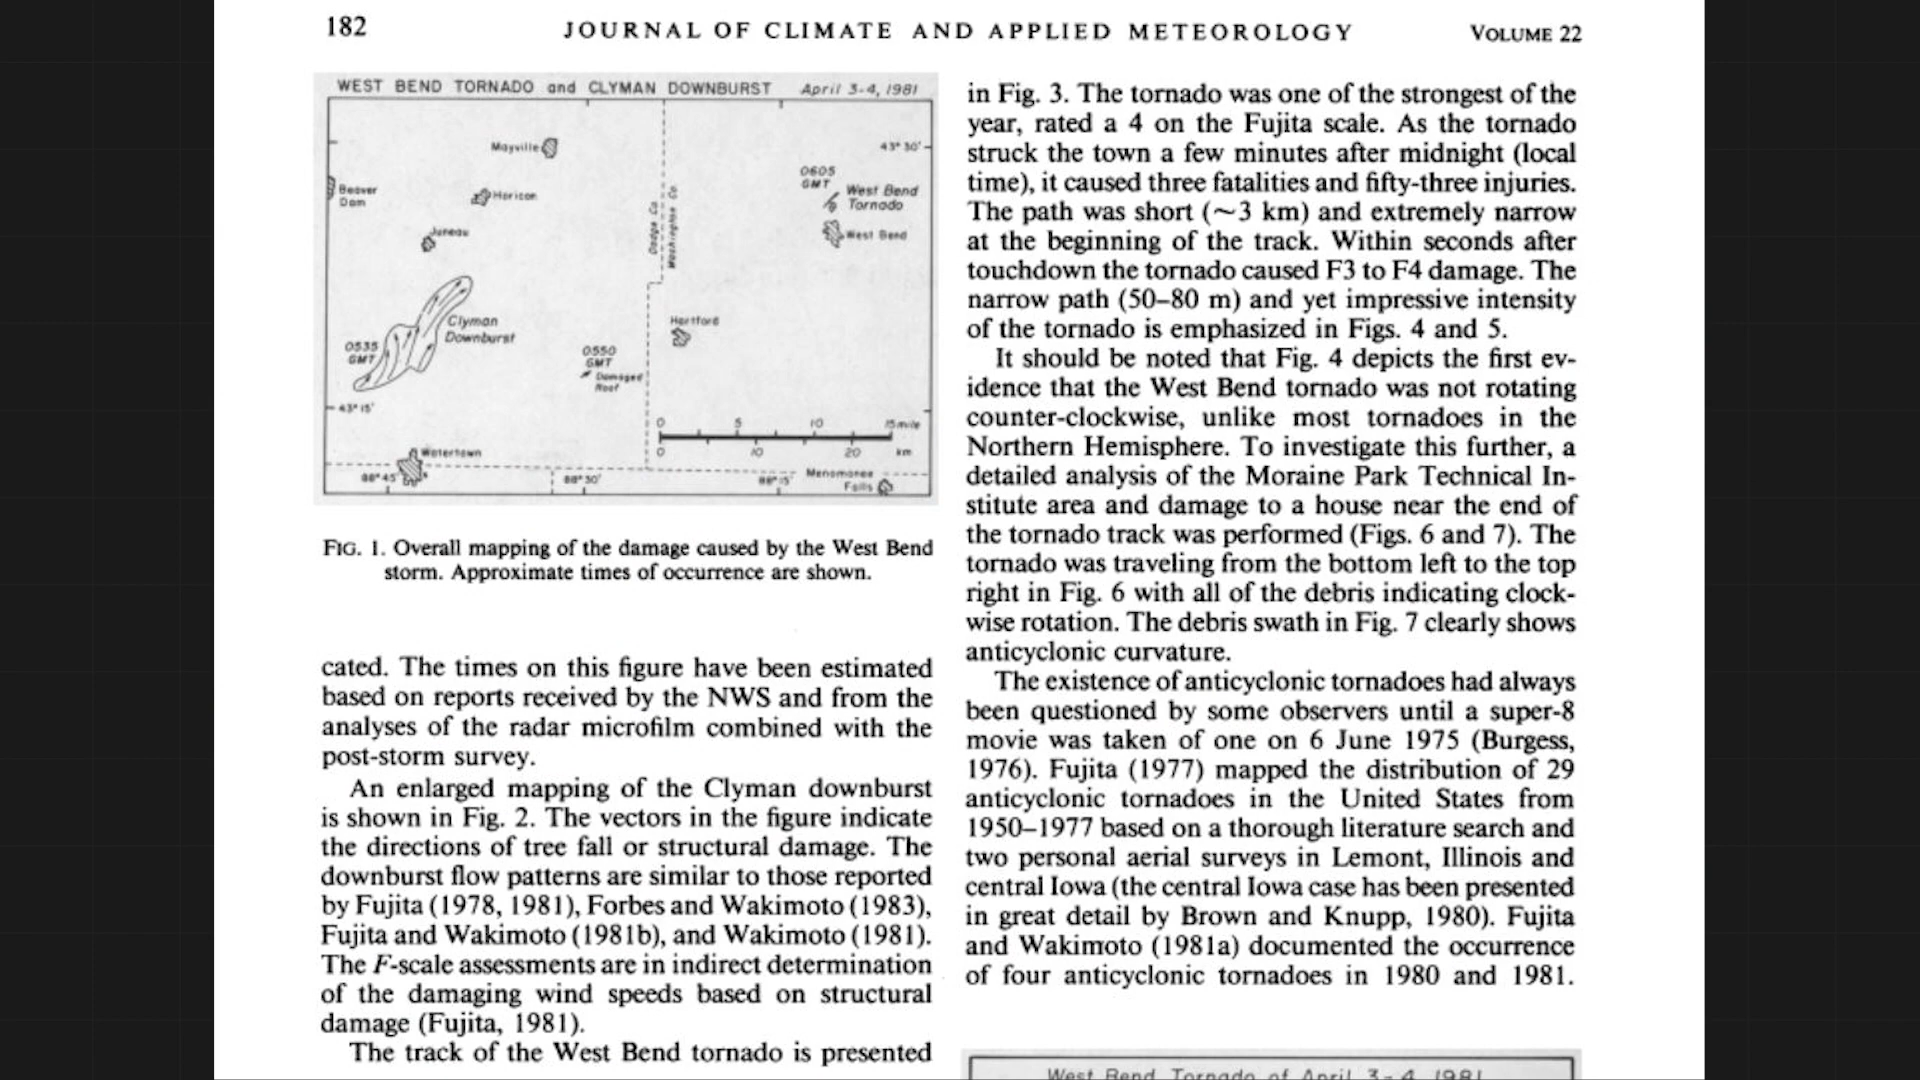 182
JOURNAL OF CLIMATE AND APPLIED METEOROLOGY
VOLUME 22
WEST BEND TORNADO and CLYMAN DOWNBURST April 3-4, 1981
Mayville
43° 30'
Beaver
Dam
Horicon
0605
GMT
West Bend
Tornado
Juneau
Dodge Co.
Washington Co.
West Bend
Clyman
Downburst
Hartford
0535
GMT
0550
GMT
Damaged
Roof
43° 15'
0 5 10 15 mile
0 10 20 km
Watertown
88° 45'
88° 30'
88° 15'
Menomonee
Falls
FIG. 1. Overall mapping of the damage caused by the West Bend
storm. Approximate times of occurrence are shown.
cated. The times on this figure have been estimated
based on reports received by the NWS and from the
analyses of the radar microfilm combined with the
post-storm survey.
An enlarged mapping of the Clyman downburst
is shown in Fig. 2. The vectors in the figure indicate
the directions of tree fall or structural damage. The
downburst flow patterns are similar to those reported
by Fujita (1978, 1981), Forbes and Wakimoto (1983),
Fujita and Wakimoto (1981b), and Wakimoto (1981).
The F-scale assessments are in indirect determination
of the damaging wind speeds based on structural
damage (Fujita, 1981).
The track of the West Bend tornado is presented
in Fig. 3. The tornado was one of the strongest of the
year, rated a 4 on the Fujita scale. As the tornado
struck the town a few minutes after midnight (local
time), it caused three fatalities and fifty-three injuries.
The path was short (~3 km) and extremely narrow
at the beginning of the track. Within seconds after
touchdown the tornado caused F3 to F4 damage. The
narrow path (50–80 m) and yet impressive intensity
of the tornado is emphasized in Figs. 4 and 5.
It should be noted that Fig. 4 depicts the first ev-
idence that the West Bend tornado was not rotating
counter-clockwise, unlike most tornadoes in the
Northern Hemisphere. To investigate this further, a
detailed analysis of the Moraine Park Technical In-
stitute area and damage to a house near the end of
the tornado track was performed (Figs. 6 and 7). The
tornado was traveling from the bottom left to the top
right in Fig. 6 with all of the debris indicating clock-
wise rotation. The debris swath in Fig. 7 clearly shows
anticyclonic curvature.
The existence of anticyclonic tornadoes had always
been questioned by some observers until a super-8
movie was taken of one on 6 June 1975 (Burgess,
1976). Fujita (1977) mapped the distribution of 29
anticyclonic tornadoes in the United States from
1950–1977 based on a thorough literature search and
two personal aerial surveys in Lemont, Illinois and
central Iowa (the central Iowa case has been presented
in great detail by Brown and Knupp, 1980). Fujita
and Wakimoto (1981a) documented the occurrence
of four anticyclonic tornadoes in 1980 and 1981.
West Bend Tornado of April 3-4, 1981